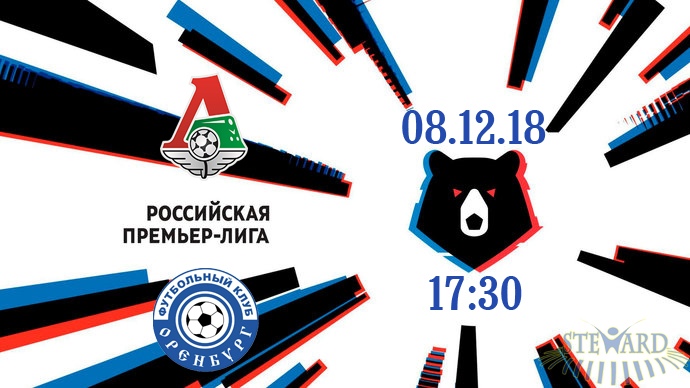 08.12.18
РОССИЙСКАЯ
ПРЕМЬЕР-ЛИГА
ФУТБОЛЬНЫЙ КЛУБ
ОРЕНБУРГ
17:30
STEWARD